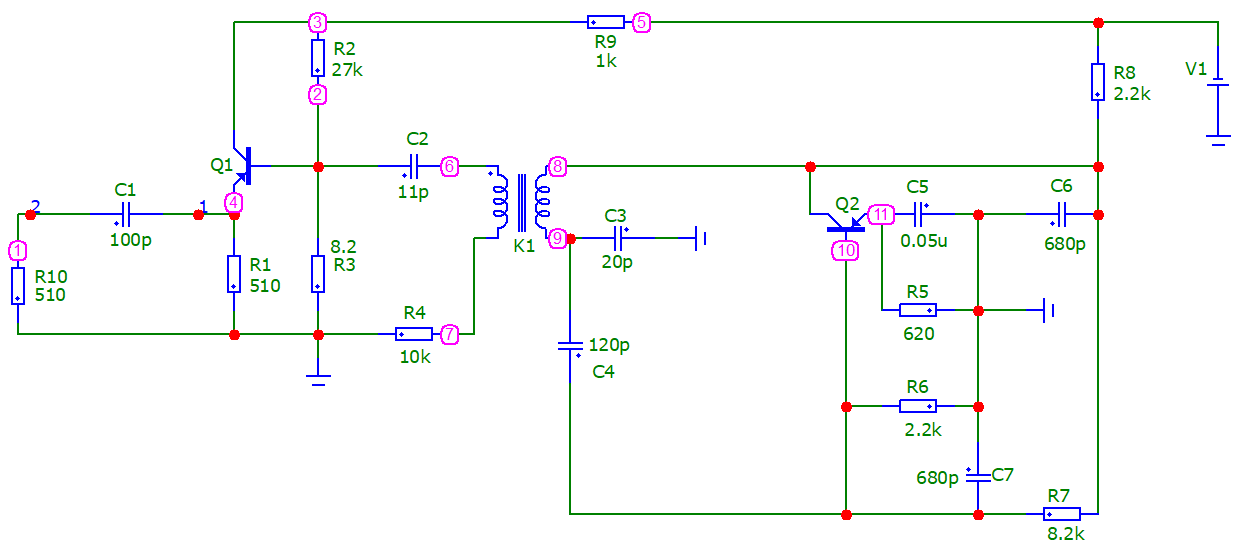 3
5
R2
27k
R9
1k
R8
2.2k
V1
2
Q1
C2
6
11p
8
C1
2
1
4
100p
Q2
C5
C6
11
0.05u
680p
C3
9
20p
K1
1
R10
510
R1
510
8.2
R3
10
R5
620
R4
7
10k
120p
C4
R6
2.2k
680p
C7
R7
8.2k